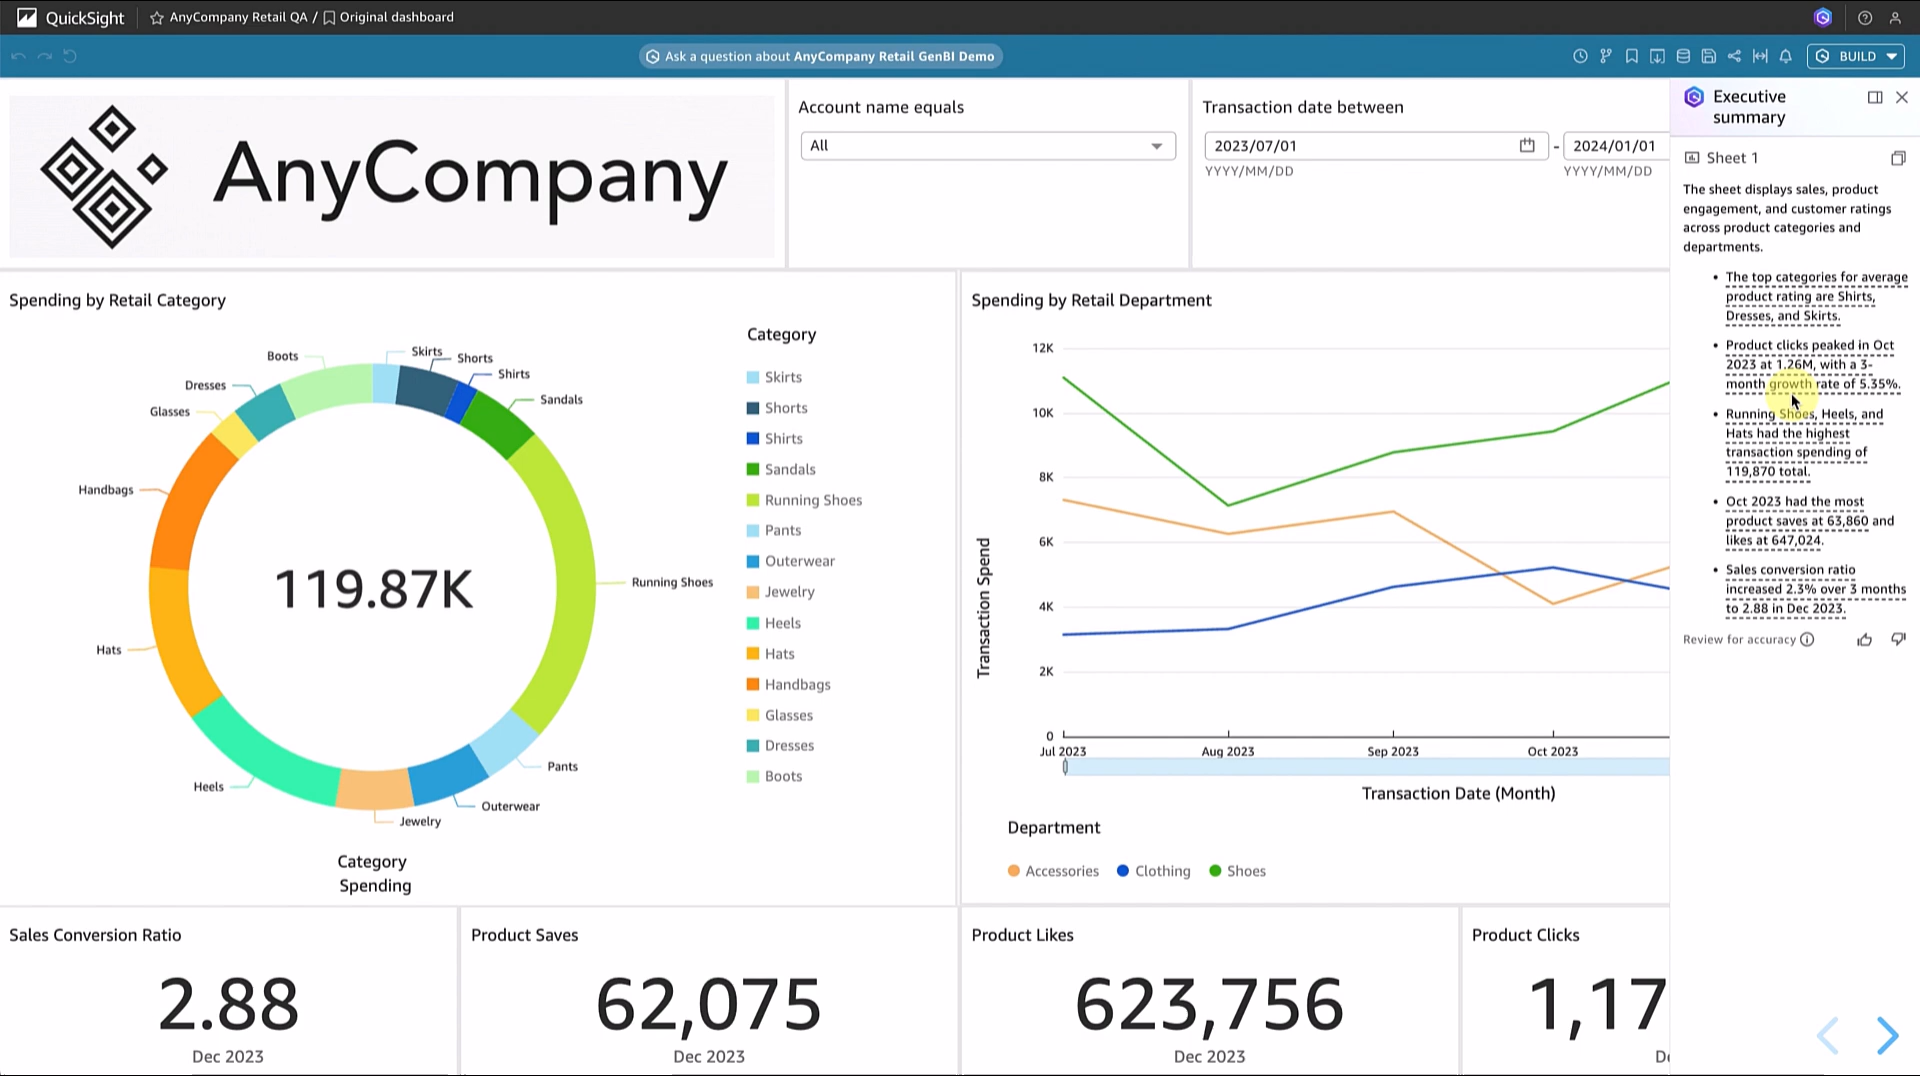 QuickSight
AnyCompany Retail QA / Original dashboard
Ask a question about AnyCompany Retail GenBI Demo
BUILD
AnyCompany
Account name equals
All
Transaction date between
2023/07/01
-
2024/01/01
YYYY/MM/DD
YYYY/MM/DD
Executive
summary
Sheet 1
The sheet displays sales, product
engagement, and customer ratings
across product categories and
departments.
• The top categories for average
product rating are Shirts,
Dresses, and Skirts.
• Product clicks peaked in Oct
2023 at 1.26M, with a 3-
month growth rate of 5.35%.
• Running Shoes, Heels, and
Hats had the highest
transaction spending of
119,870 total.
• Oct 2023 had the most
product saves at 63,860 and
likes at 647,024.
• Sales conversion ratio
increased 2.3% over 3 months
to 2.88 in Dec 2023.
Review for accuracy
Spending by Retail Category
Skirts
Shorts
Shirts
Sandals
Running Shoes
Pants
Outerwear
Jewelry
Heels
Hats
Handbags
Glasses
Dresses
Boots
119.87K
Category
Spending
Category
Skirts
Shorts
Shirts
Sandals
Running Shoes
Pants
Outerwear
Jewelry
Heels
Hats
Handbags
Glasses
Dresses
Boots
Spending by Retail Department
Transaction Spend
12K
10K
8K
6K
4K
2K
0
Jul 2023
Aug 2023
Sep 2023
Oct 2023
Transaction Date (Month)
Department
Accessories
Clothing
Shoes
Sales Conversion Ratio
2.88
Dec 2023
Product Saves
62,075
Dec 2023
Product Likes
623,756
Dec 2023
Product Clicks
1,17